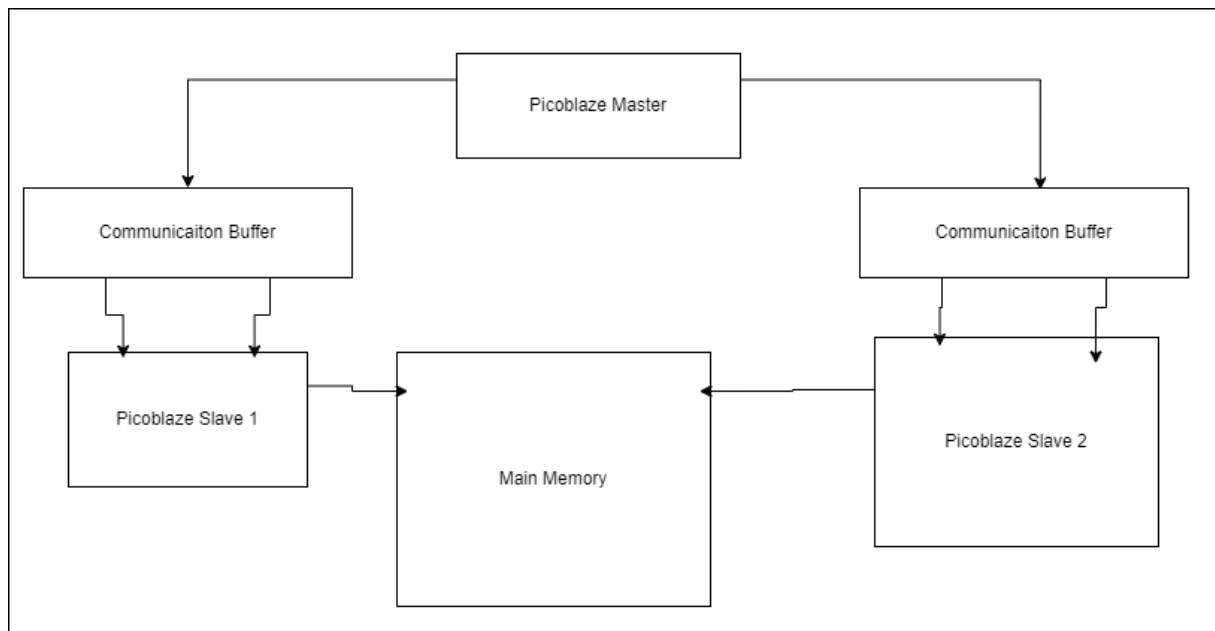 Picoblaze Master
Communicaiton Buffer
Communicaiton Buffer
Picoblaze Slave 1
Main Memory
Picoblaze Slave 2